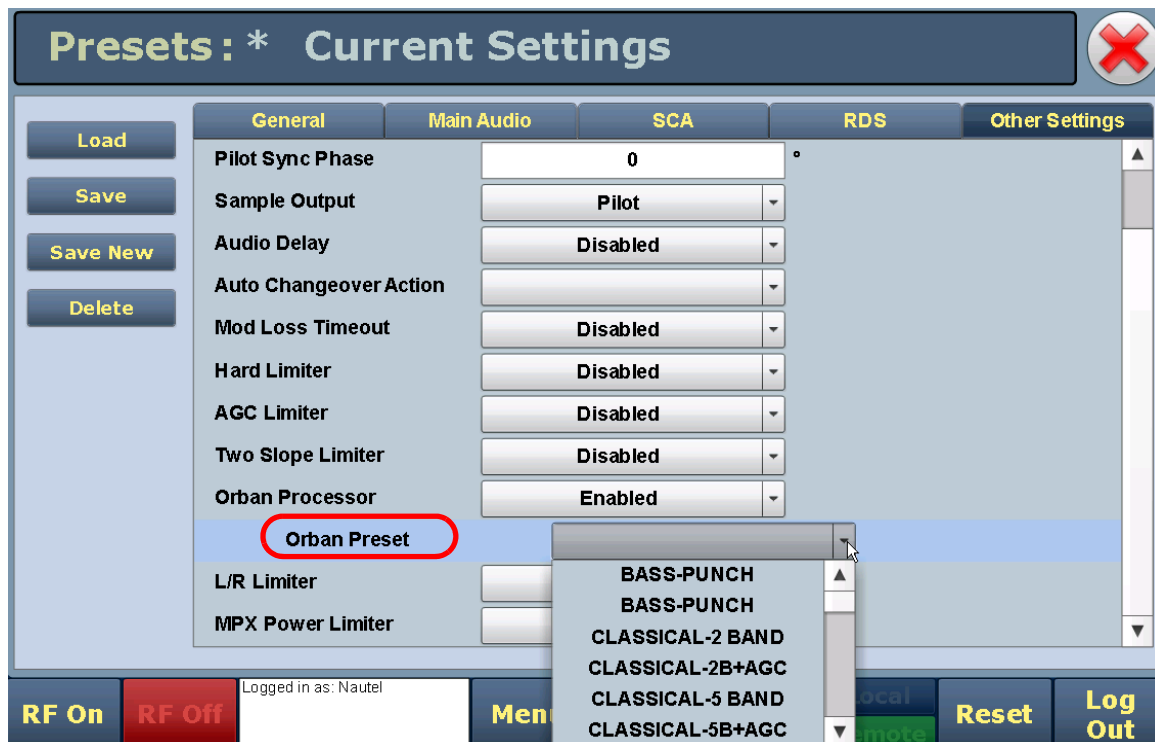 Presets: * Current Settings
Load
Save
Save New
Delete
General Main Audio SCA RDS Other Settings
Pilot Sync Phase 0 °
Sample Output Pilot
Audio Delay Disabled
Auto Changeover Action
Mod Loss Timeout Disabled
Hard Limiter Disabled
AGC Limiter Disabled
Two Slope Limiter Disabled
Orban Processor Enabled
Orban Preset
L/R Limiter
MPX Power Limiter
BASS-PUNCH
BASS-PUNCH
CLASSICAL-2 BAND
CLASSICAL-2B+AGC
CLASSICAL-5 BAND
CLASSICAL-5B+AGC
RF On
RF Off
Logged in as: Nautel
Men
ocal
emote
Reset
Log
Out